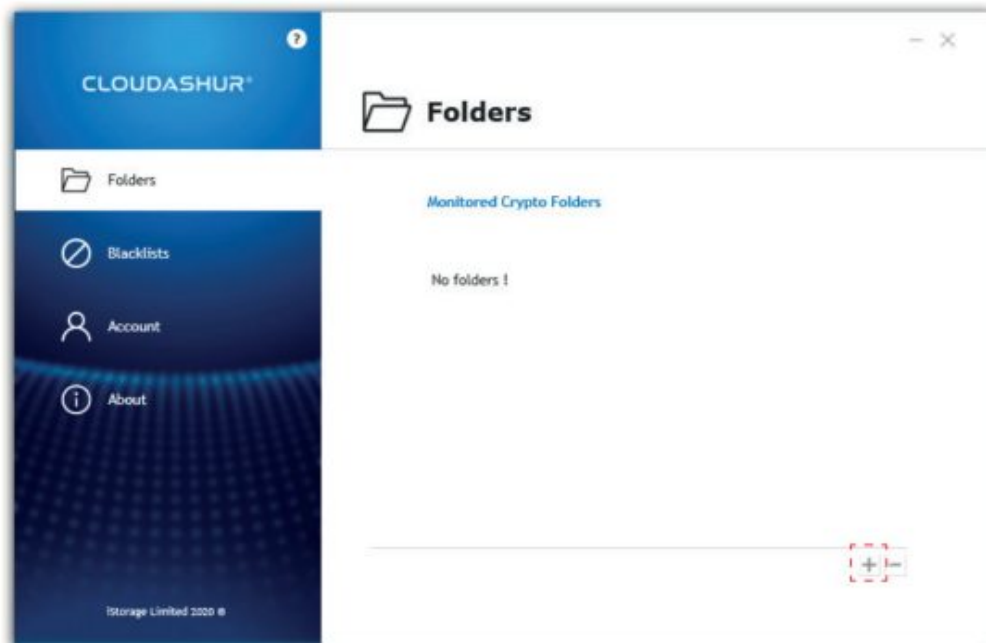 CLOUDASHUR®
?
Folders
Folders
Monitored Crypto Folders
Blacklists
No folders !
Account
About
iStorage Limited 2020 ®